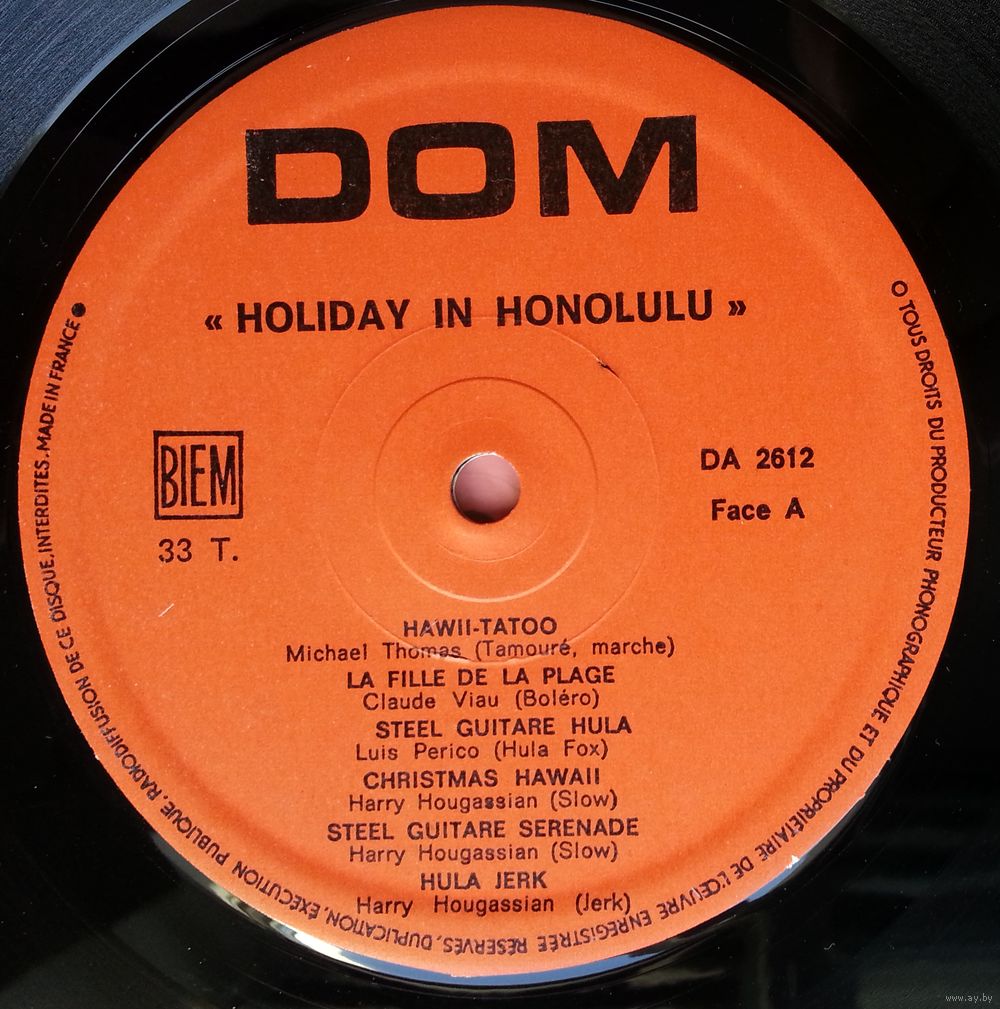 DOM
« HOLIDAY IN HONOLULU »
BIEM
33 T.
DA 2612
Face A
HAWII-TATOO
Michael Thomas (Tamouré, marche)
LA FILLE DE LA PLAGE
Claude Viau (Boléro)
STEEL GUITARE HULA
Luis Perico (Hula Fox)
CHRISTMAS HAWAII
Harry Hougassian (Slow)
STEEL GUITARE SERENADE
Harry Hougassian (Slow)
HULA JERK
Harry Hougassian (Jerk)
TOUS DROITS DU PRODUCTEUR PHONOGRAPHIQUE ET DU PROPRIÉTAIRE DE L'ŒUVRE ENREGISTRÉE RÉSERVÉS, DUPLICATION, EXÉCUTION PUBLIQUE, RADIODIFFUSION DE CE DISQUE, INTERDITES. MADE IN FRANCE
www.ay.by